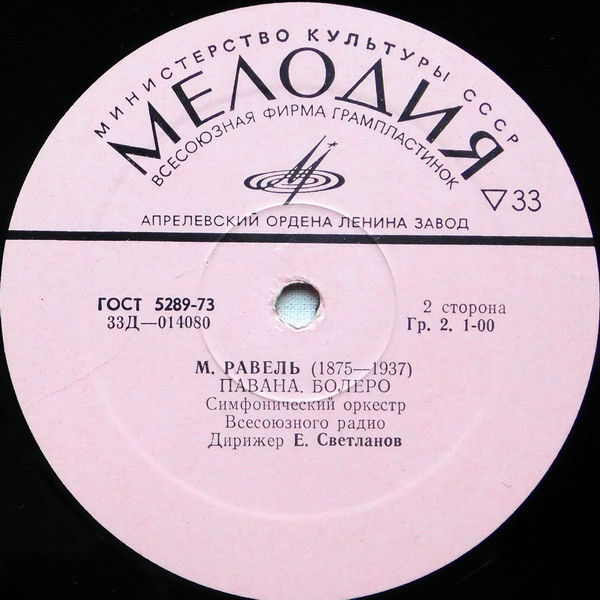 МИНИСТЕРСТВО КУЛЬТУРЫ СССР
МЕЛОДИЯ
ВСЕСОЮЗНАЯ ФИРМА ГРАМПЛАСТИНОК
▽33
АПРЕЛЕВСКИЙ ОРДЕНА ЛЕНИНА ЗАВОД
ГОСТ 5289-73
33Д—014080
2 сторона
Гр. 2. 1-00
М. РАВЕЛЬ (1875—1937)
ПАВАНА. БОЛЕРО
Симфонический оркестр
Всесоюзного радио
Дирижер Е. Светланов